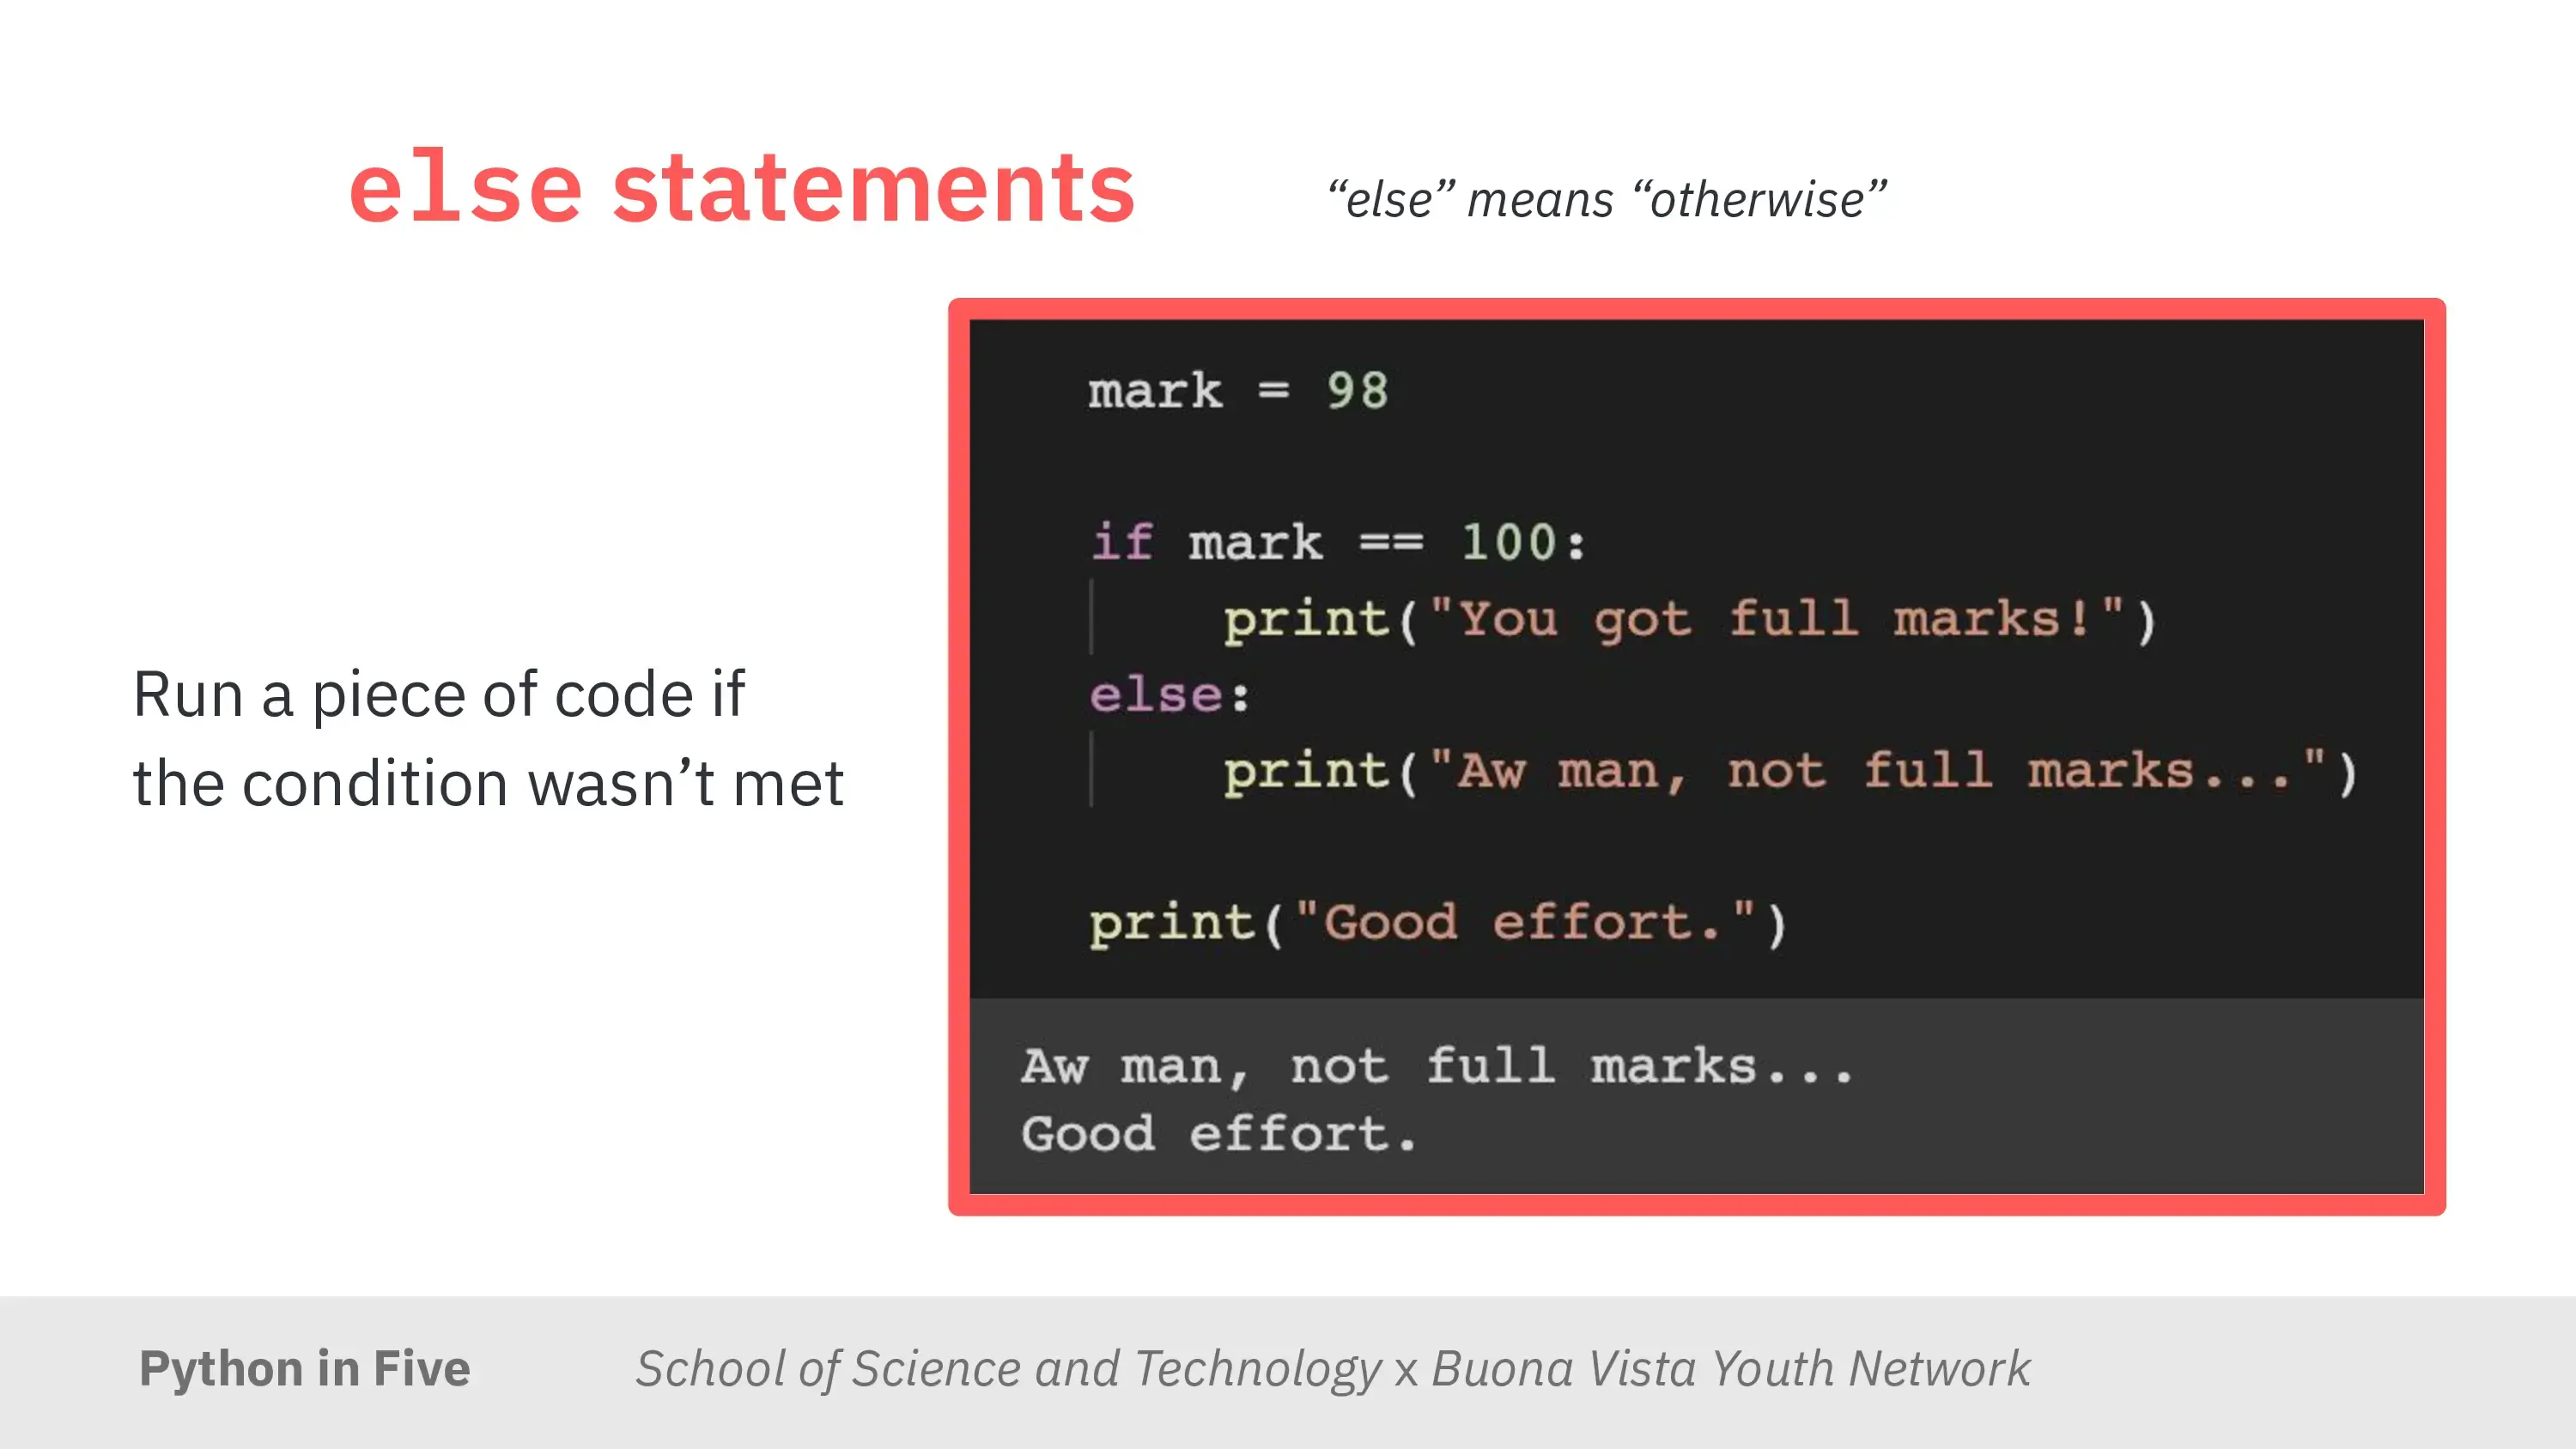 else statements
“else” means “otherwise”
Run a piece of code if
the condition wasn’t met
mark = 98
if mark == 100:
print("You got full marks!")
else:
print("Aw man, not full marks...")
print("Good effort.")
Aw man, not full marks...
Good effort.
Python in Five
School of Science and Technology x Buona Vista Youth Network